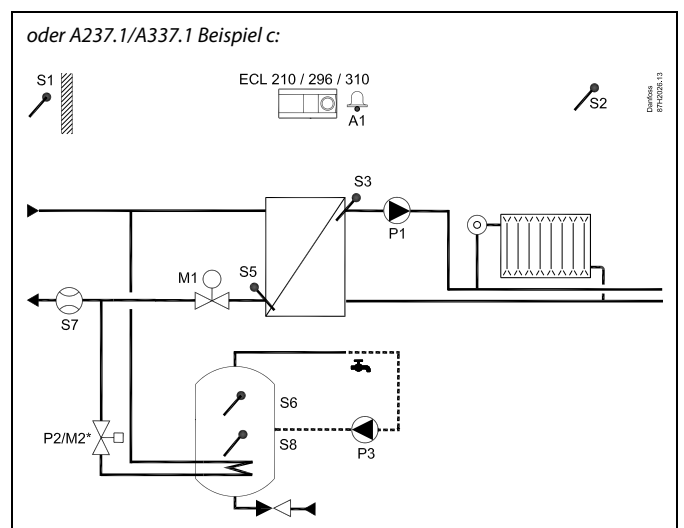 oder A237.1/A337.1 Beispiel c:
S1
ECL 210 / 296 / 310
A1
S2
Danfoss
87H2026.13
S3
P1
M1
S5
S7
S6
P2/M2*
S8
P3